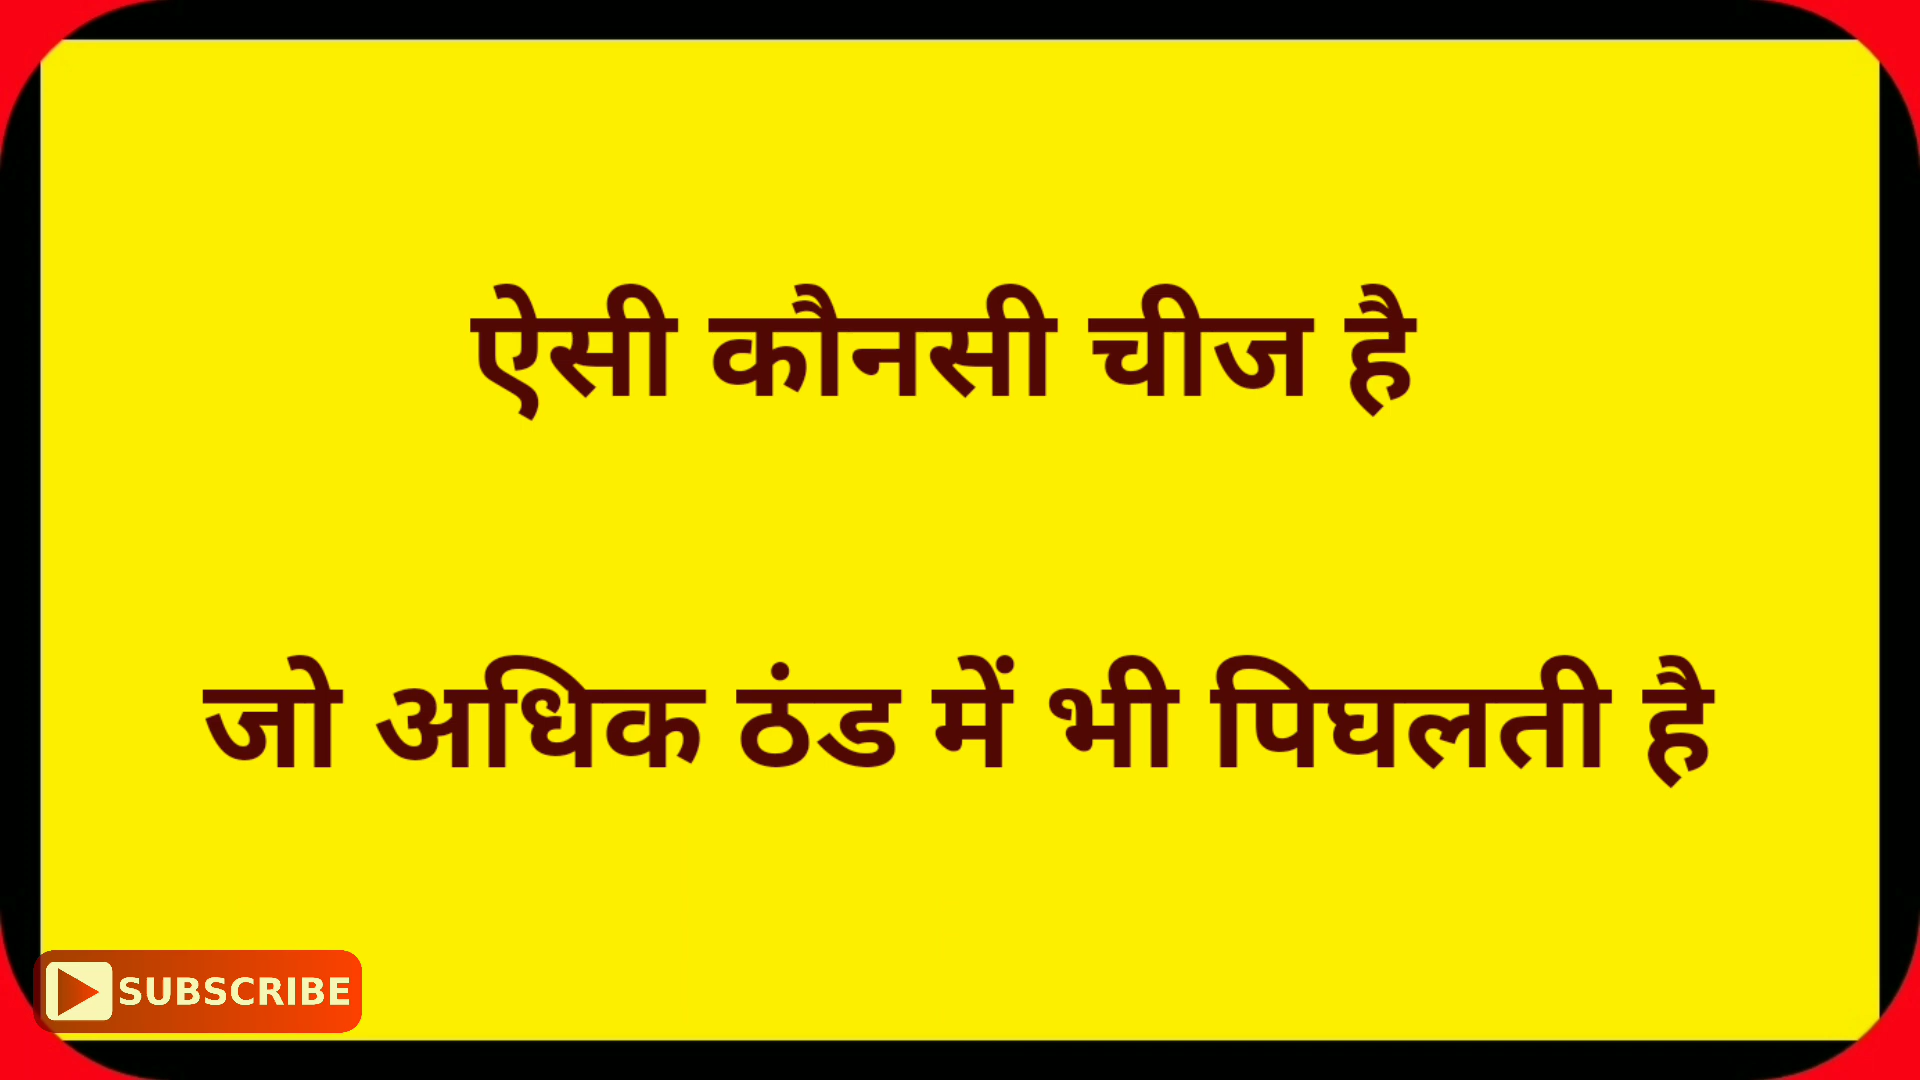 ऐसी कौनसी चीज है
जो अधिक ठंड में भी पिघलती है
SUBSCRIBE